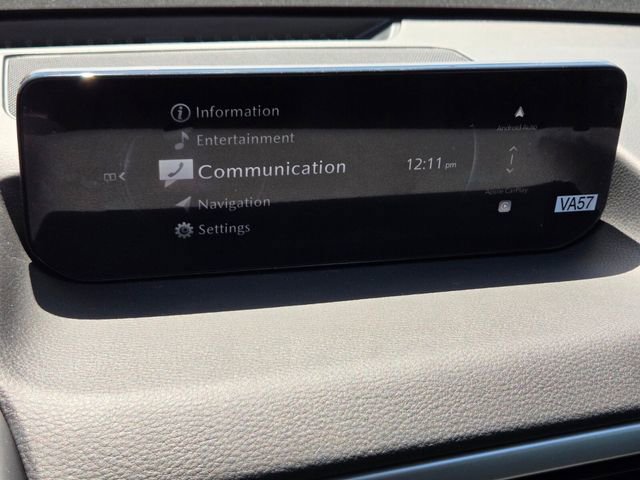 Information
Entertainment
Communication
12:11 pm
Navigation
Settings
Android Auto
Apple CarPlay
VA57